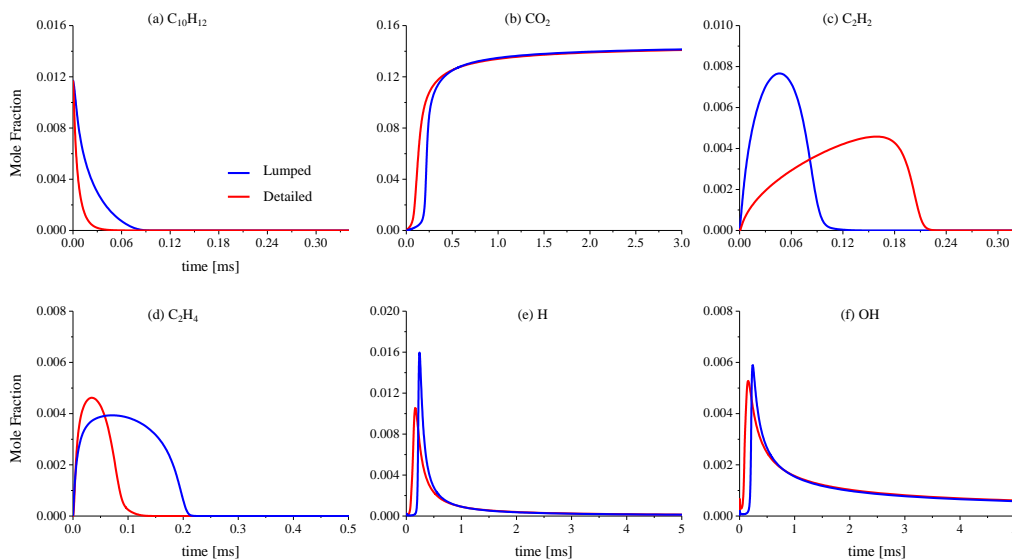 (a) C₁₀H₁₂
(b) CO₂
(c) C₂H₂
Mole Fraction
0.016
0.012
0.008
0.004
0.000
0.00 0.06 0.12 0.18 0.24 0.30
time [ms]
Lumped
Detailed
0.16
0.12
0.08
0.04
0.00
0.0 0.5 1.0 1.5 2.0 2.5 3.0
time [ms]
0.010
0.008
0.006
0.004
0.002
0.000
0.00 0.06 0.12 0.18 0.24 0.30
time [ms]
(d) C₂H₄
(e) H
(f) OH
Mole Fraction
0.008
0.006
0.004
0.002
0.000
0.0 0.1 0.2 0.3 0.4 0.5
time [ms]
0.020
0.016
0.012
0.008
0.004
0.000
0 1 2 3 4 5
time [ms]
0.008
0.006
0.004
0.002
0.000
0 1 2 3 4
time [ms]